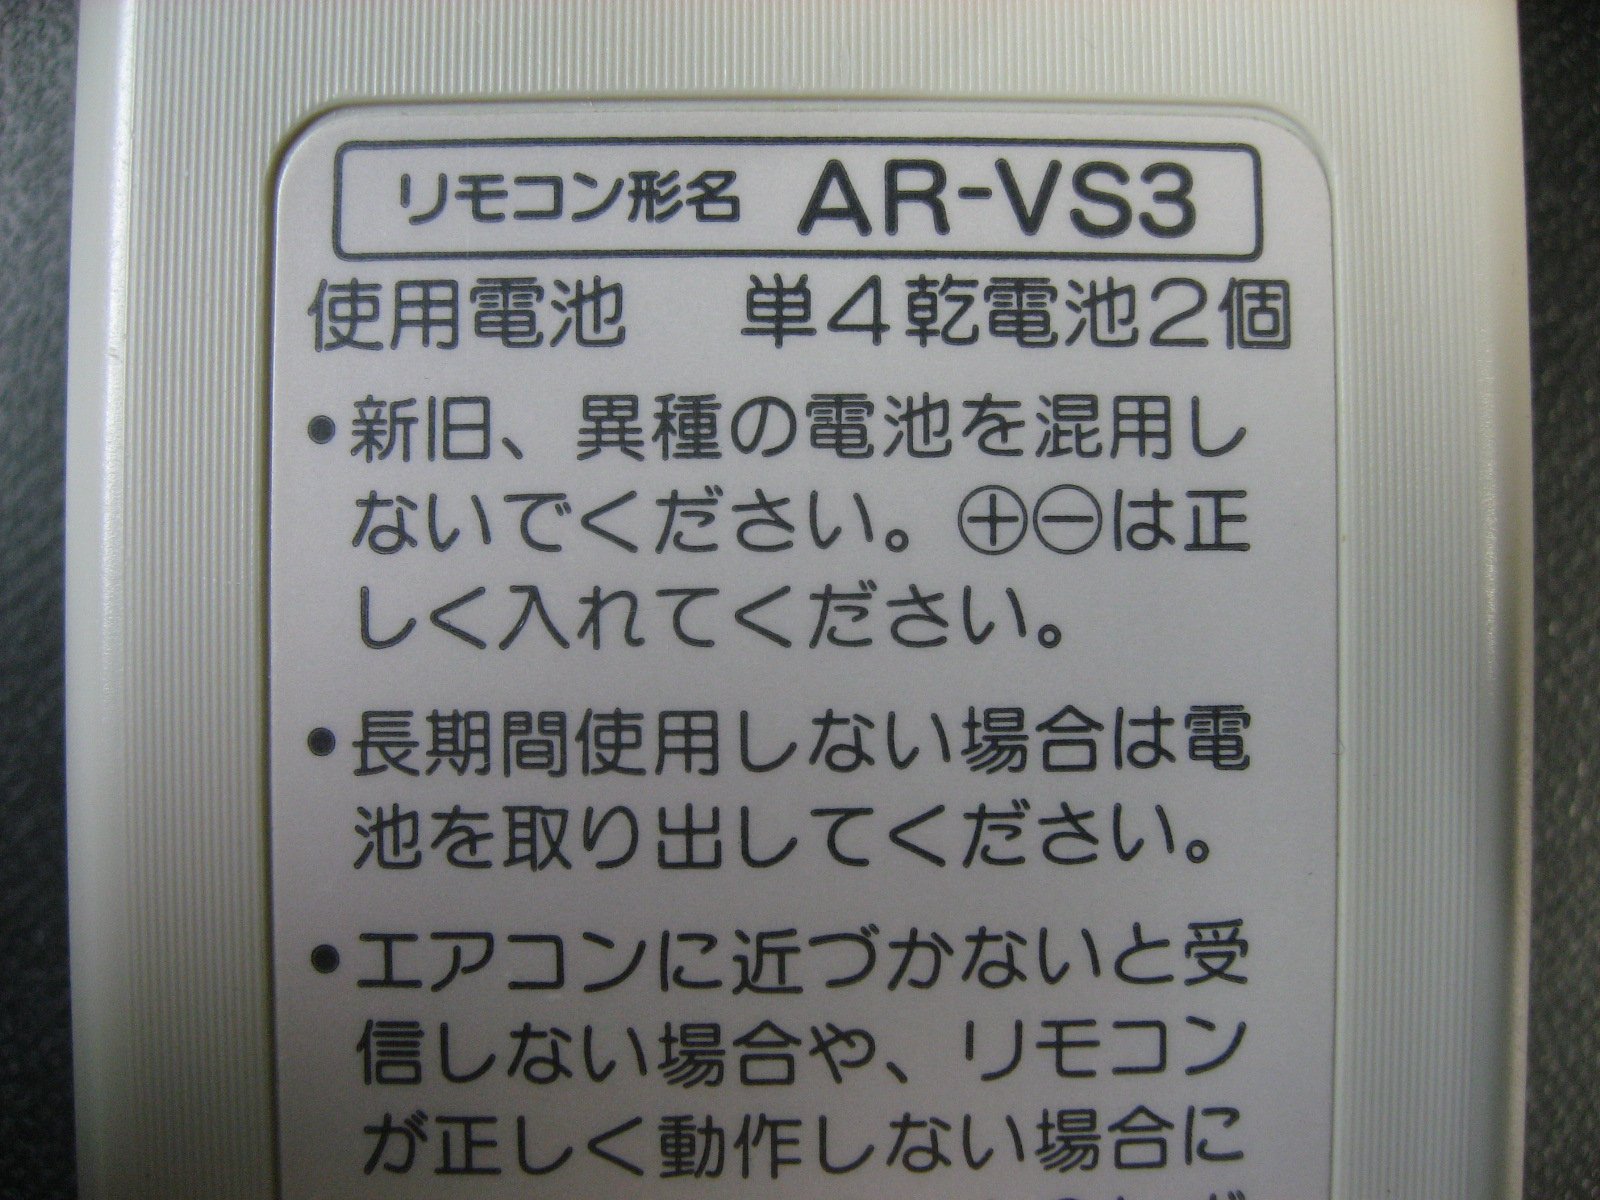 リモコン形名 AR-VS3
使用電池 単4乾電池2個
•新旧、異種の電池を混用し
ないでください。⊕⊖は正
しく入れてください。
•長期間使用しない場合は電
池を取り出してください。
•エアコンに近づかないと受
信しない場合や、リモコン
が正しく動作しない場合に